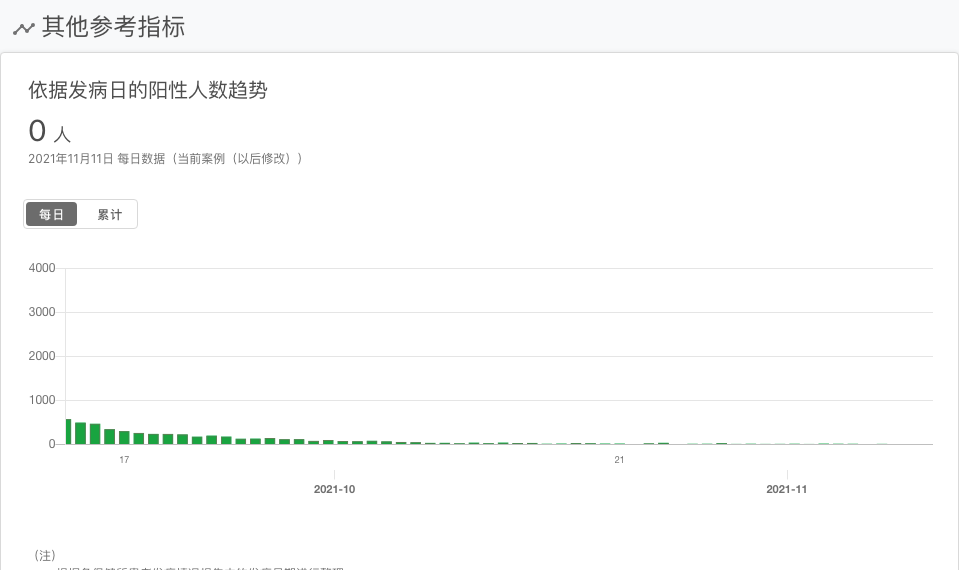 其他参考指标
依据发病日的阳性人数趋势
0 人
2021年11月11日 每日数据（当前案例（以后修改））
每日 累计
4000
3000
2000
1000
0
17 21
2021-10 2021-11
（注）